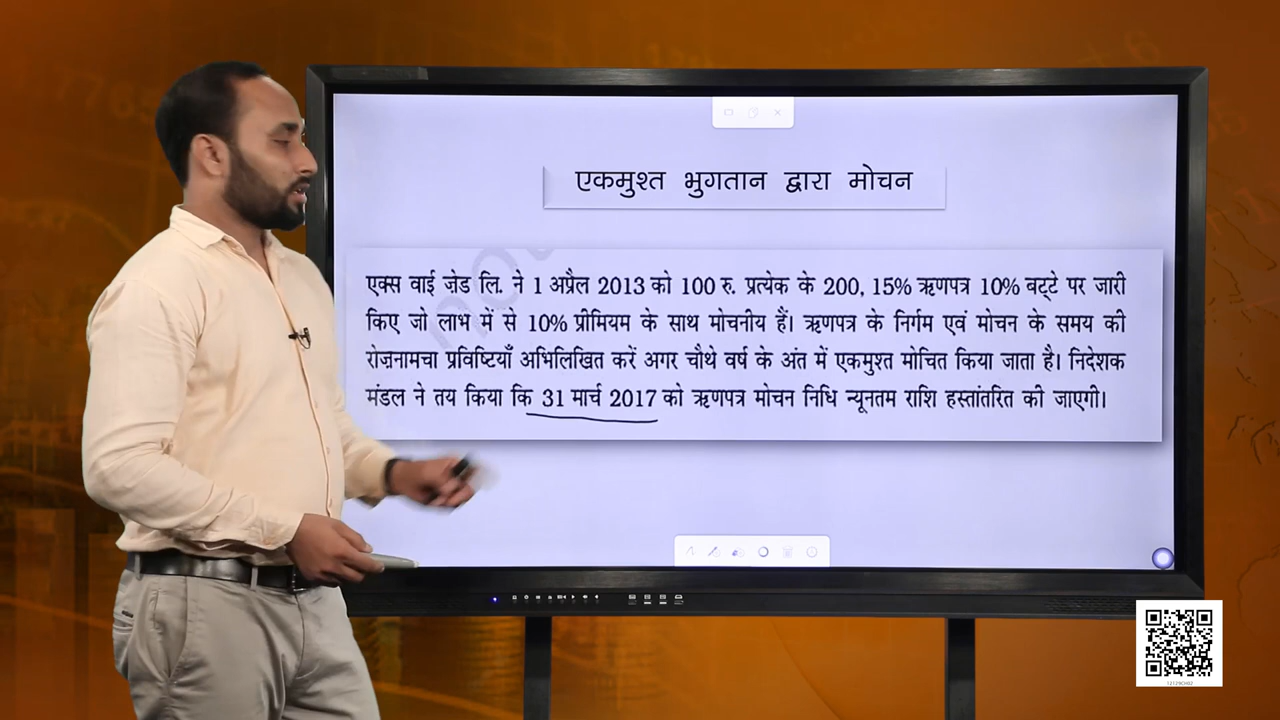 एकमुश्त भुगतान द्वारा मोचन
एक्स वाई ज़ेड लि. ने 1 अप्रैल 2013 को 100 रु. प्रत्येक के 200, 15% ऋणपत्र 10% बट्टे पर जारी
किए जो लाभ में से 10% प्रीमियम के साथ मोचनीय हैं। ऋणपत्र के निर्गम एवं मोचन के समय की
रोज़नामचा प्रविष्टियाँ अभिलिखित करें अगर चौथे वर्ष के अंत में एकमुश्त मोचित किया जाता है। निदेशक
मंडल ने तय किया कि 31 मार्च 2017 को ऋणपत्र मोचन निधि न्यूनतम राशि हस्तांतरित की जाएगी।
not
12129CH02